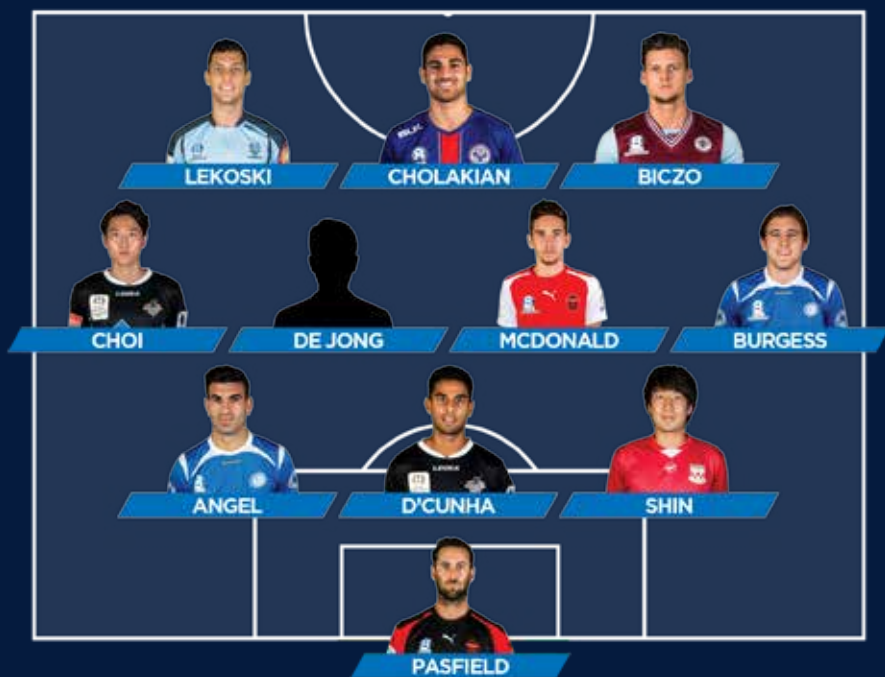 LEKOSKI
CHOLAKIAN
BICZO
CHOI
DE JONG
MCDONALD
BURGESS
ANGEL
D'CUNHA
SHIN
PASFIELD